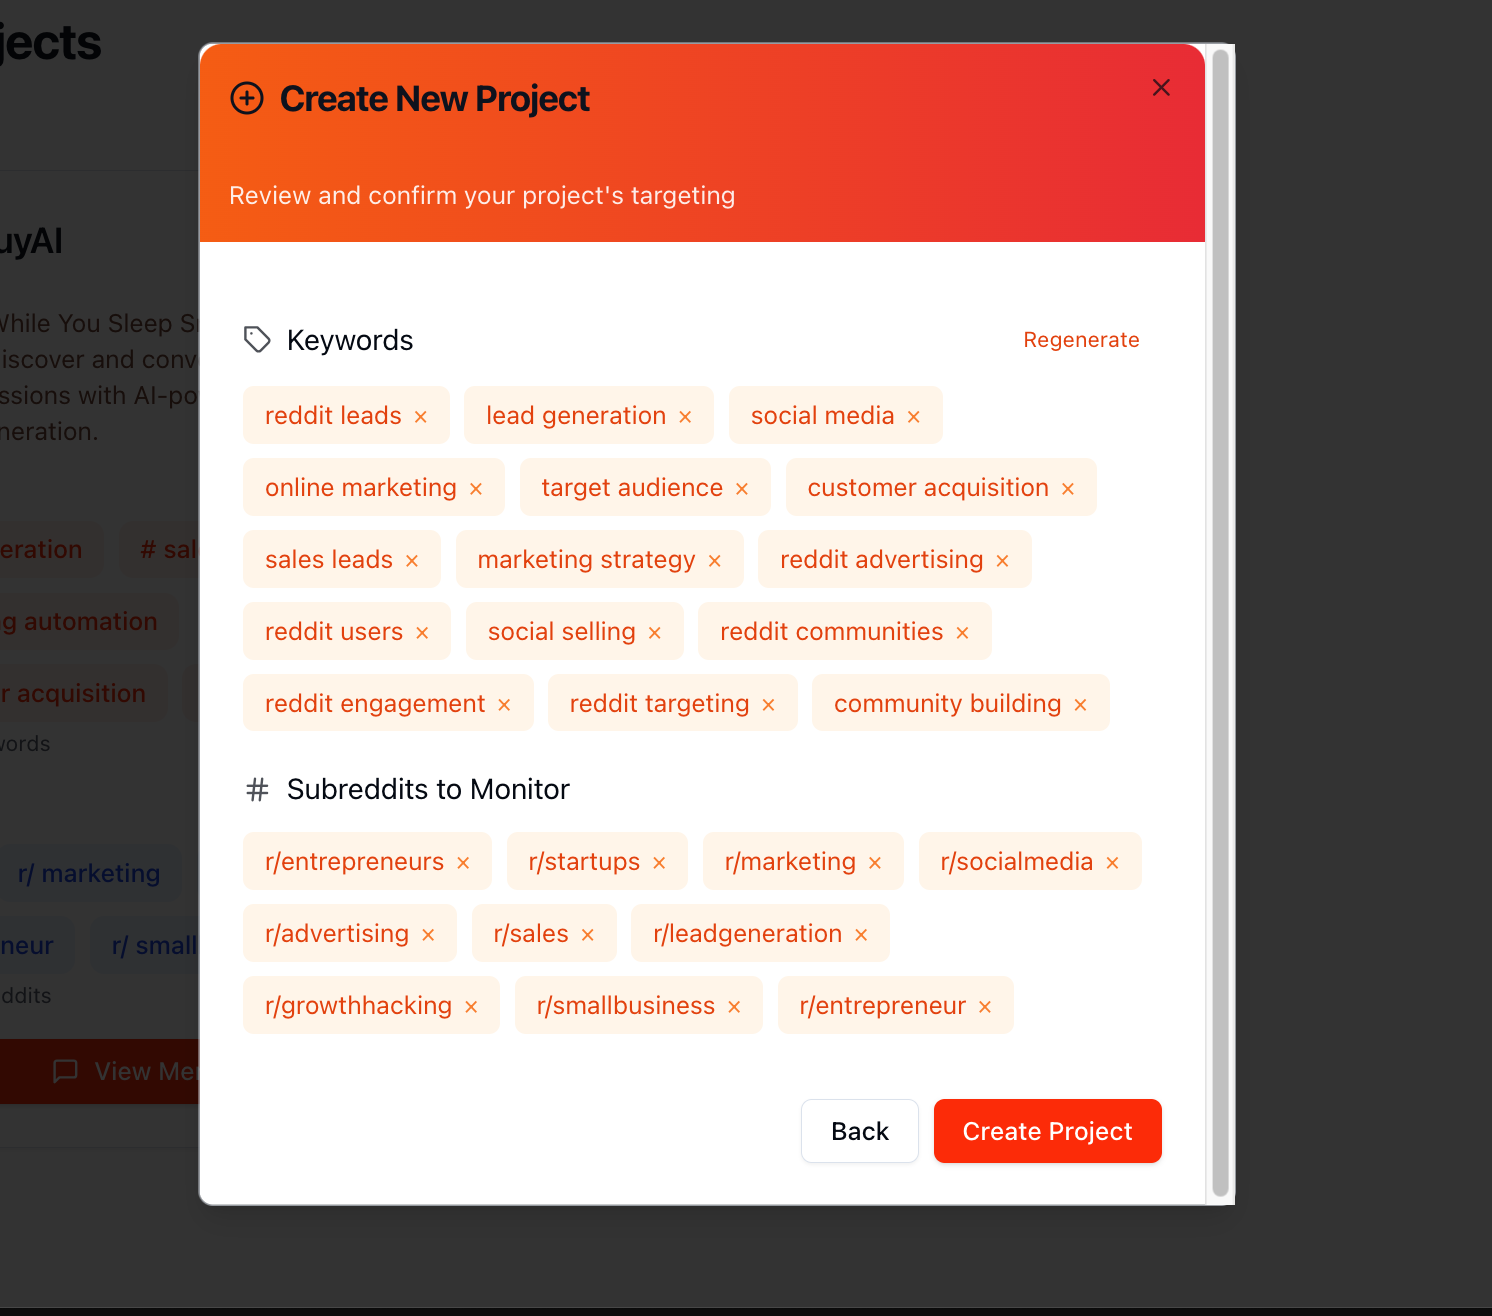 jects
Create New Project
Review and confirm your project's targeting
uyAI
While You Sleep
iscover and conv
ssions with AI-po
neration.
eration # sal
g automation
r acquisition
words
r/ marketing
neur r/ small
ddits
View Mer
Keywords Regenerate
reddit leads × lead generation × social media ×
online marketing × target audience × customer acquisition ×
sales leads × marketing strategy × reddit advertising ×
reddit users × social selling × reddit communities ×
reddit engagement × reddit targeting × community building ×
# Subreddits to Monitor
r/entrepreneurs × r/startups × r/marketing × r/socialmedia ×
r/advertising × r/sales × r/leadgeneration ×
r/growthhacking × r/smallbusiness × r/entrepreneur ×
Back Create Project